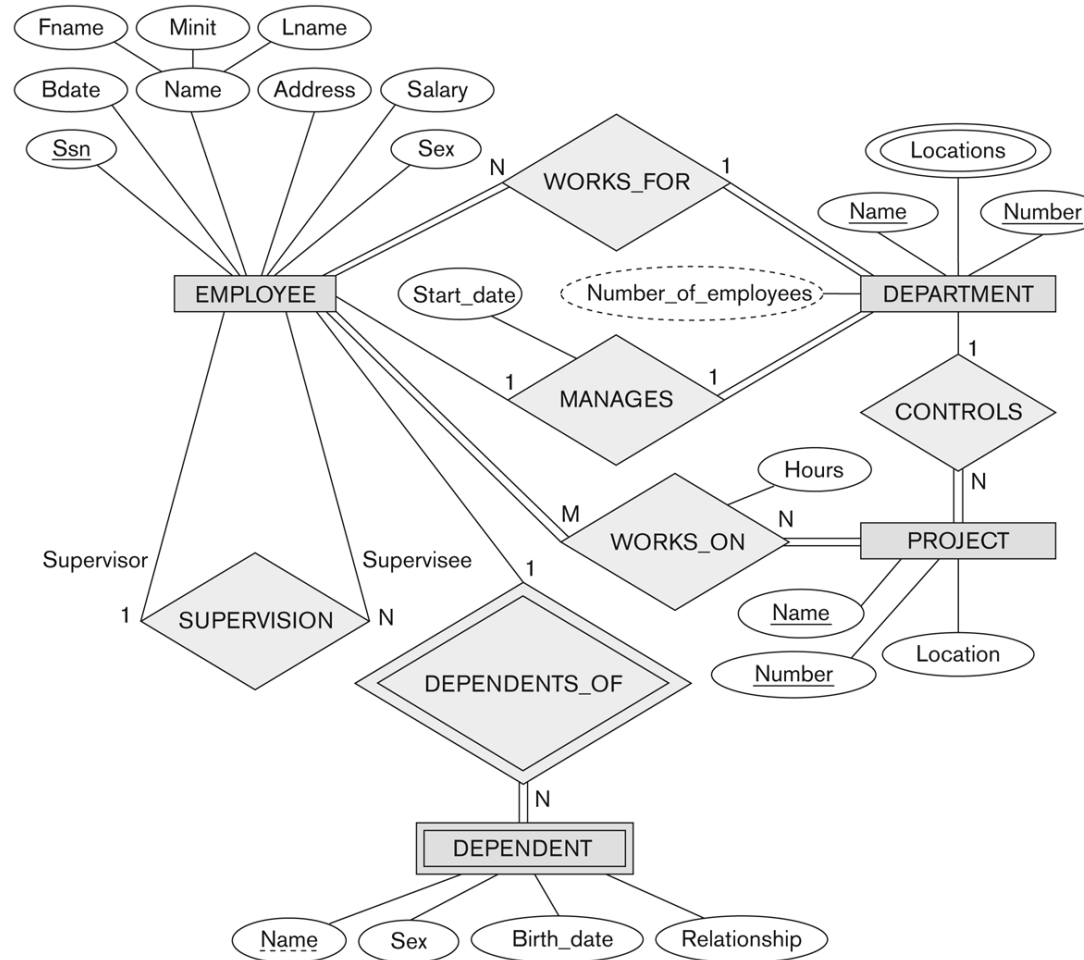 Fname
Minit
Lname
Bdate
Name
Address
Salary
Ssn
Sex
N
WORKS_FOR
1
Locations
Name
Number
EMPLOYEE
Start_date
Number_of_employees
DEPARTMENT
1
MANAGES
1
1
CONTROLS
N
Hours
M
WORKS_ON
N
PROJECT
Supervisor
Supervisee
1
SUPERVISION
N
1
Name
Number
Location
DEPENDENTS_OF
N
DEPENDENT
Name
Sex
Birth_date
Relationship